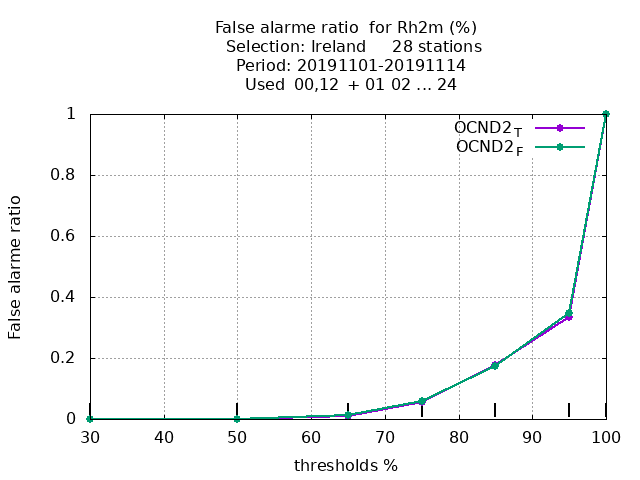 False alarme ratio  for Rh2m (%)
Selection: Ireland     28 stations
Period: 20191101-20191114
Used  00,12  + 01 02 ... 24
1
0.8
0.6
0.4
0.2
0
False alarme ratio
OCND2T
OCND2F
30 40 50 60 70 80 90 100
thresholds %